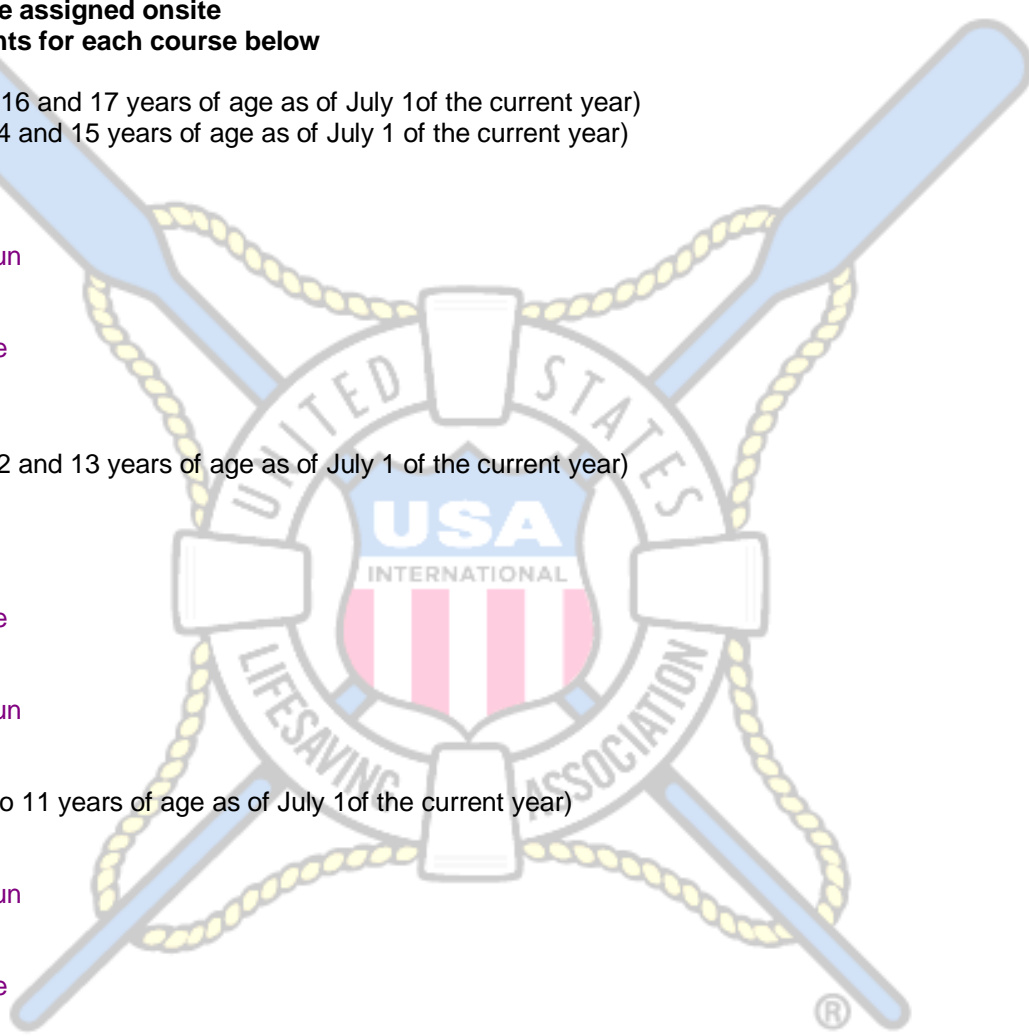 e assigned onsite
nts for each course below
16 and 17 years of age as of July 1of the current year)
4 and 15 years of age as of July 1 of the current year)
un
e
2 and 13 years of age as of July 1 of the current year)
e
un
o 11 years of age as of July 1of the current year)
un
e
UNITED STATES
USA
INTERNATIONAL
LIFESAVING ASSOCIATION
®